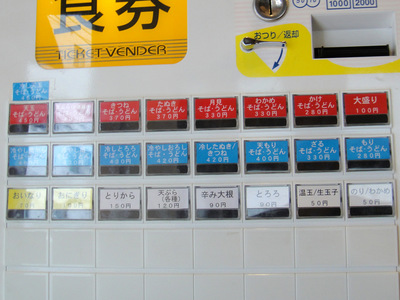 食券
TICKET-VENDER
おつり/返却
1000 2000
天玉
そば・うどん
450円
きつね
そば・うどん
370円
たぬき
そば・うどん
370円
月見
そば・うどん
330円
わかめ
そば・うどん
330円
かけ
そば・うどん
280円
大盛り
100円
冷しとろろ
そば・うどん
冷やしおろし
そば・うどん
420円
冷したぬき/
きつね
420円
天もり
そば・うどん
400円
ざる
そば・うどん
330円
もり
そば・うどん
280円
おいなり
おにぎり
とりから
150円
天ぷら
(各種)
120円
辛み大根
90円
とろろ
90円
温玉/生玉子
50円
のり/わかめ
50円